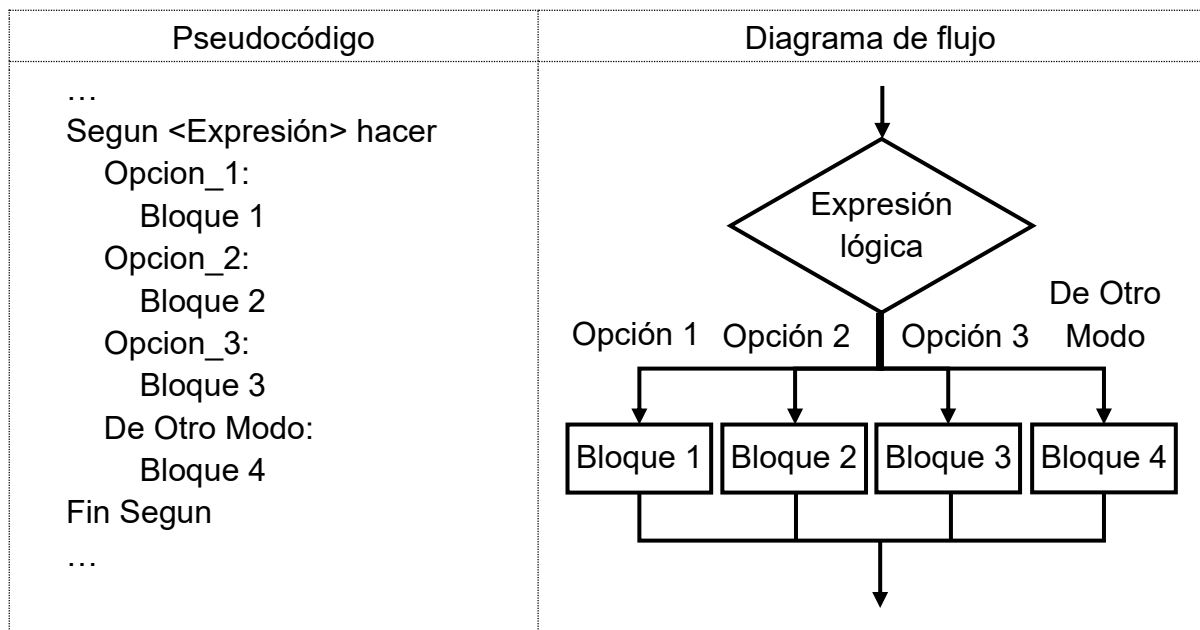 Pseudocódigo
Diagrama de flujo
…
Segun <Expresión> hacer
Opcion_1:
Bloque 1
Opcion_2:
Bloque 2
Opcion_3:
Bloque 3
De Otro Modo:
Bloque 4
Fin Segun
…
Expresión
lógica
Opción 1
Opción 2
Opción 3
De Otro
Modo
Bloque 1
Bloque 2
Bloque 3
Bloque 4